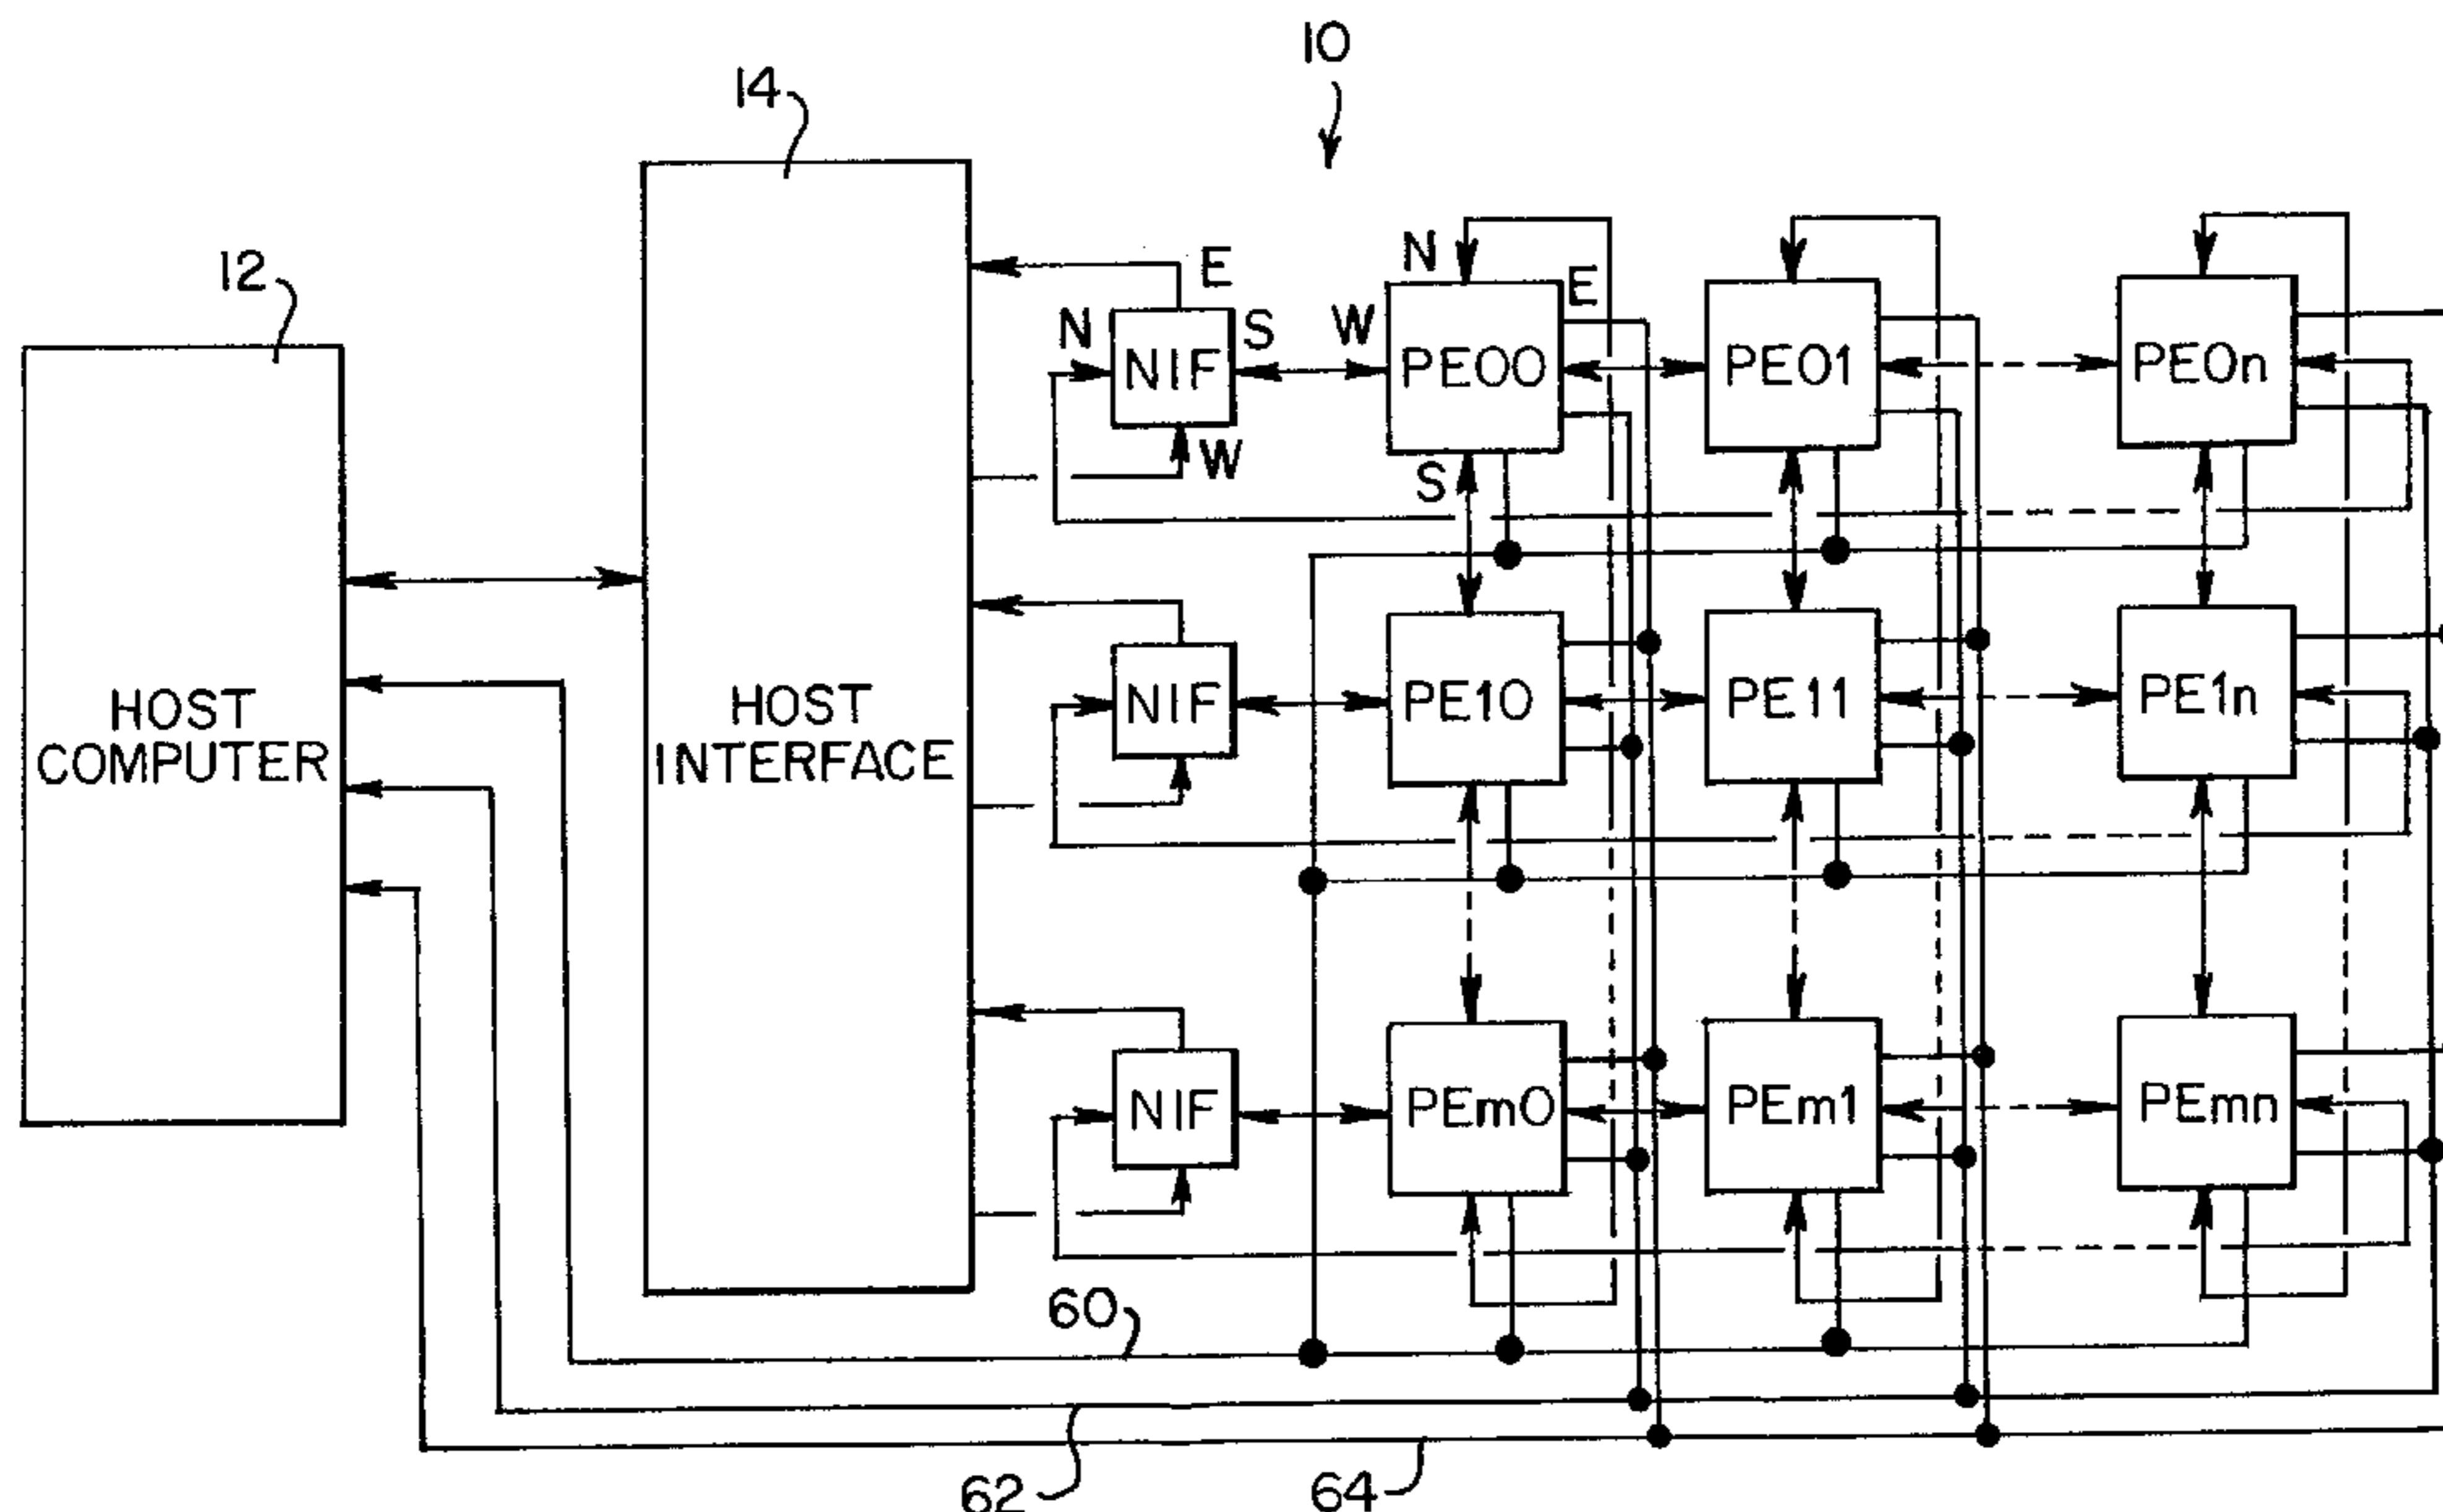 10
14
12
N
E
E
N
S
W
NIF
PE00
PE01
PE0n
W
S
HOST
COMPUTER
HOST
INTERFACE
NIF
PE10
PE11
PE1n
NIF
PEm0
PEm1
PEmn
60
62
64